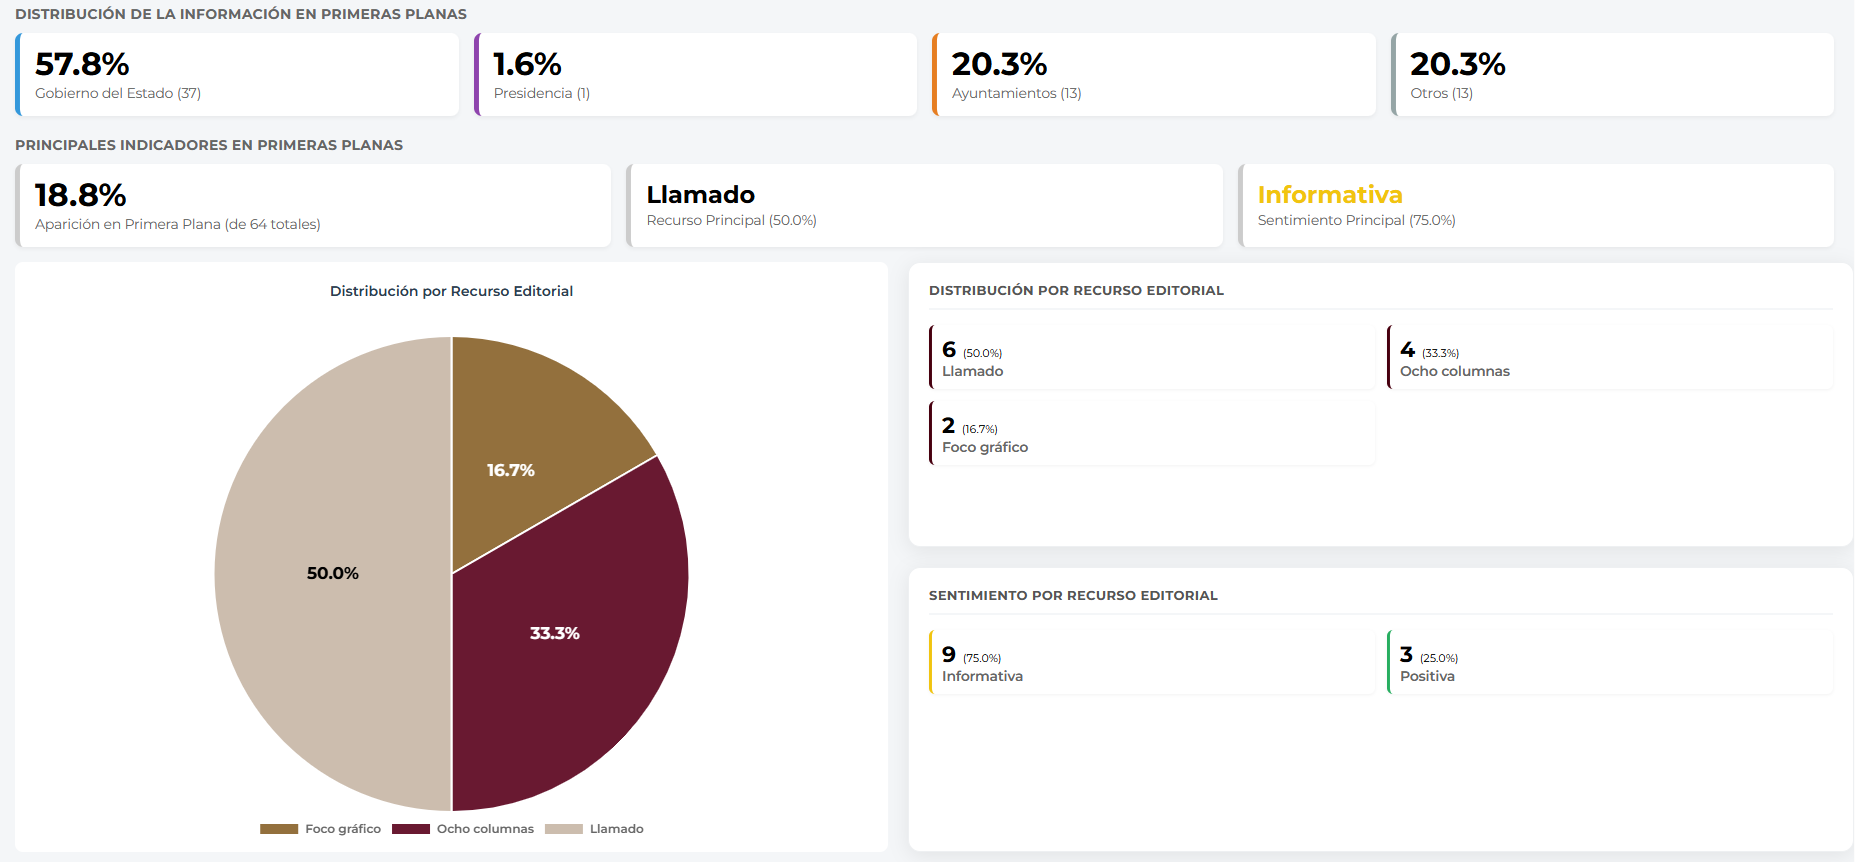 DISTRIBUCIÓN DE LA INFORMACIÓN EN PRIMERAS PLANAS
57.8%
Gobierno del Estado (37)
1.6%
Presidencia (1)
20.3%
Ayuntamientos (13)
20.3%
Otros (13)
PRINCIPALES INDICADORES EN PRIMERAS PLANAS
18.8%
Aparición en Primera Plana (de 64 totales)
Llamado
Recurso Principal (50.0%)
Informativa
Sentimiento Principal (75.0%)
Distribución por Recurso Editorial
16.7%
50.0%
33.3%
Foco gráfico
Ocho columnas
Llamado
DISTRIBUCIÓN POR RECURSO EDITORIAL
6 (50.0%)
Llamado
4 (33.3%)
Ocho columnas
2 (16.7%)
Foco gráfico
SENTIMIENTO POR RECURSO EDITORIAL
9 (75.0%)
Informativa
3 (25.0%)
Positiva